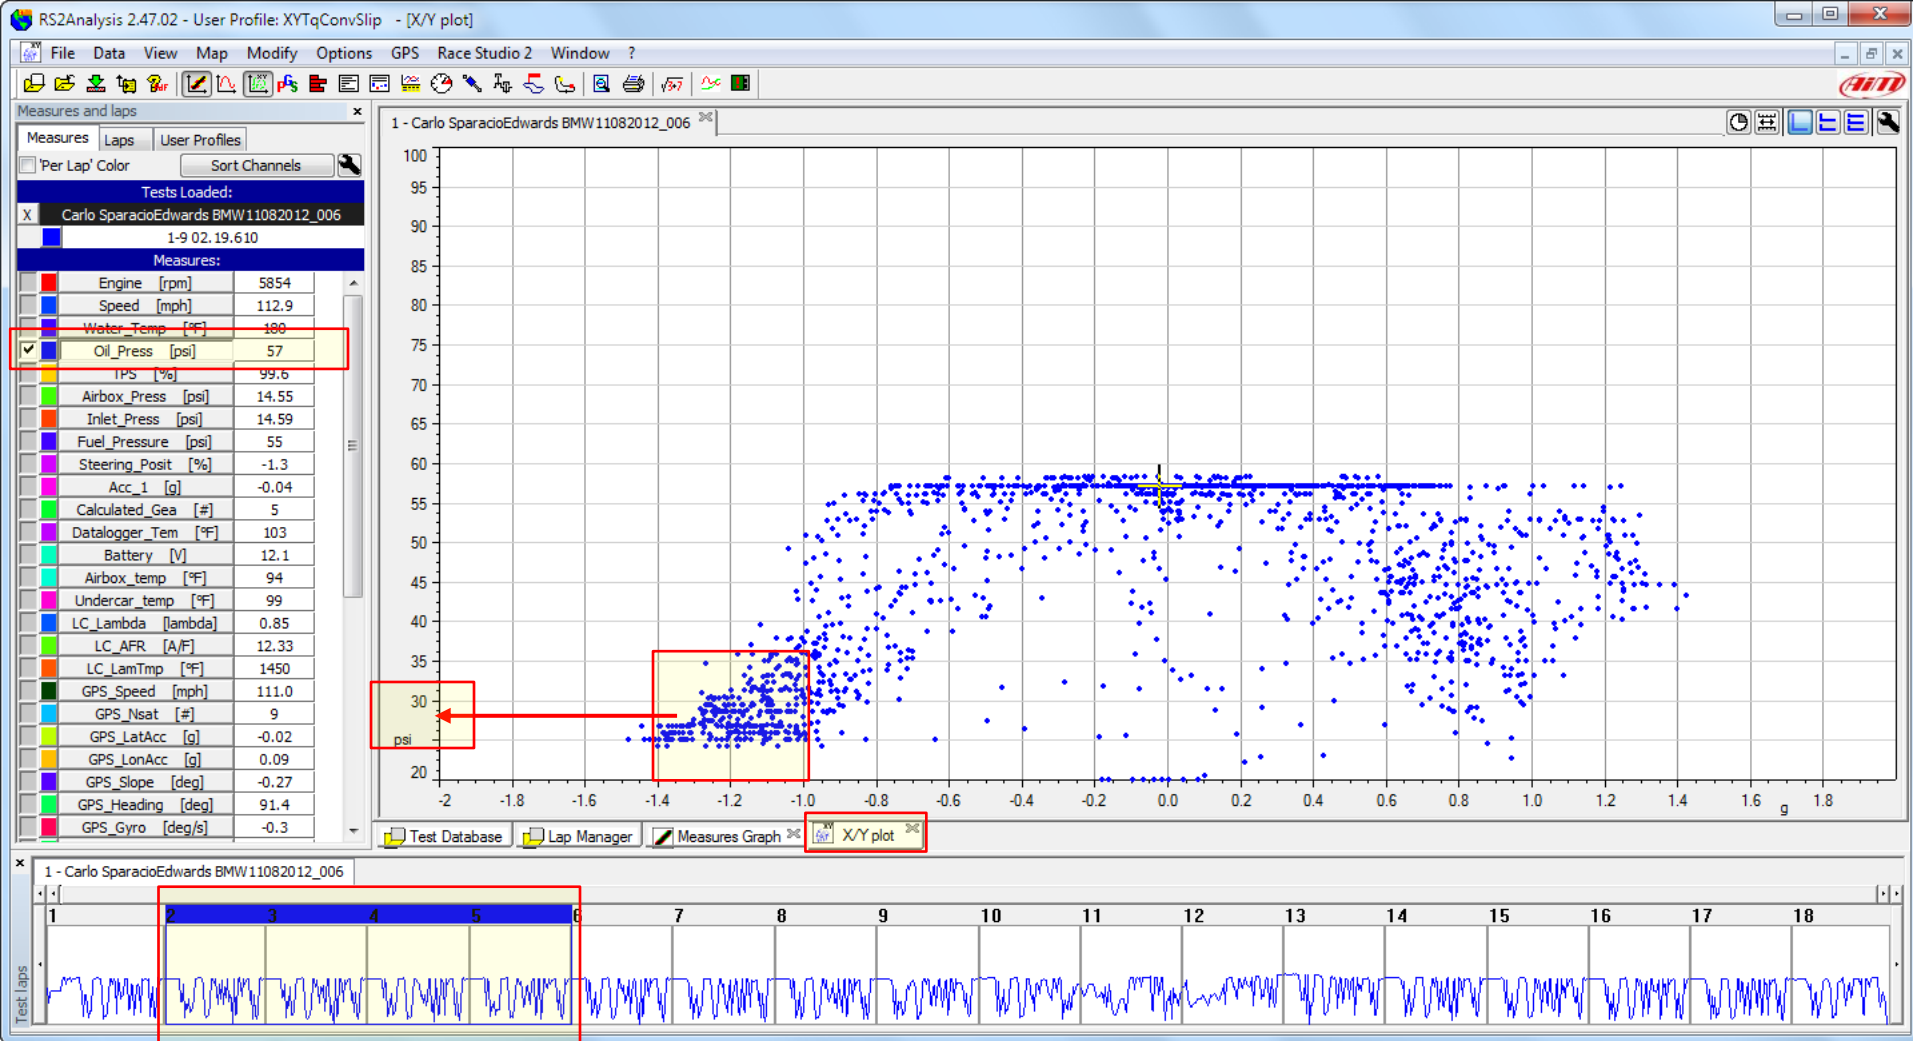 RS2Analysis 2.47.02 - User Profile: XYTqConvSlip - [X/Y plot]
File Data View Map Modify Options GPS Race Studio 2 Window ?
AiM
Measures and laps
Measures Laps User Profiles
'Per Lap' Color Sort Channels
Tests Loaded:
X Carlo SparacioEdwards BMW11082012_006
1-9 02.19.610
Measures:
Engine [rpm] 5854
Speed [mph] 112.9
Water_Temp [ºF] 180
Oil_Press [psi] 57
TPS [%] 99.6
Airbox_Press [psi] 14.55
Inlet_Press [psi] 14.59
Fuel_Pressure [psi] 55
Steering_Posit [%] -1.3
Acc_1 [g] -0.04
Calculated_Gea [#] 5
Datalogger_Tem [ºF] 103
Battery [V] 12.1
Airbox_temp [ºF] 94
Undercar_temp [ºF] 99
LC_Lambda [lambda] 0.85
LC_AFR [A/F] 12.33
LC_LamTmp [ºF] 1450
GPS_Speed [mph] 111.0
GPS_Nsat [#] 9
GPS_LatAcc [g] -0.02
GPS_LonAcc [g] 0.09
GPS_Slope [deg] -0.27
GPS_Heading [deg] 91.4
GPS_Gyro [deg/s] -0.3
1 - Carlo SparacioEdwards BMW11082012_006
100
95
90
85
80
75
70
65
60
55
50
45
40
35
30
psi
20
-2 -1.8 -1.6 -1.4 -1.2 -1.0 -0.8 -0.6 -0.4 -0.2 0.0 0.2 0.4 0.6 0.8 1.0 1.2 1.4 1.6 g 1.8
Test Database Lap Manager Measures Graph X/Y plot
1 - Carlo SparacioEdwards BMW11082012_006
1 2 3 4 5 6 7 8 9 10 11 12 13 14 15 16 17 18
Test laps